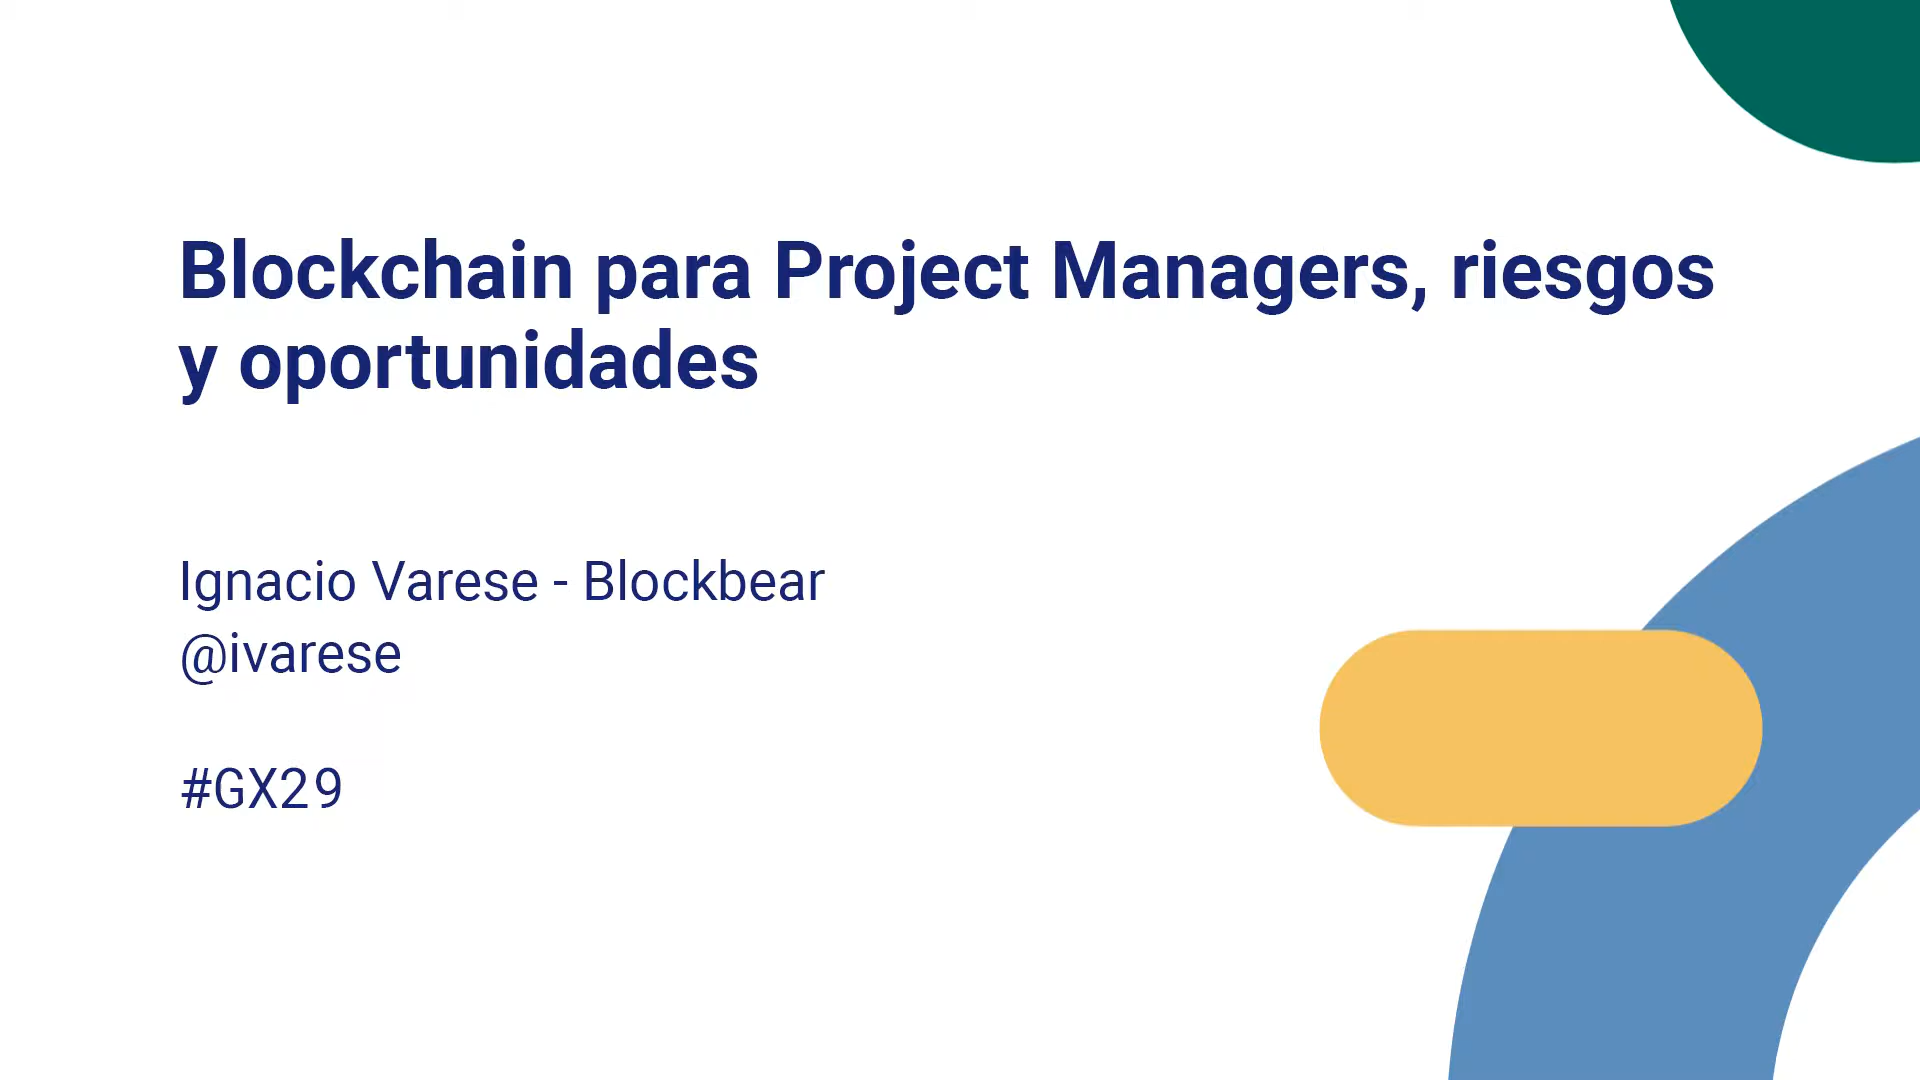 Blockchain para Project Managers, riesgos
y oportunidades
Ignacio Varese - Blockbear
@ivarese
#GX29